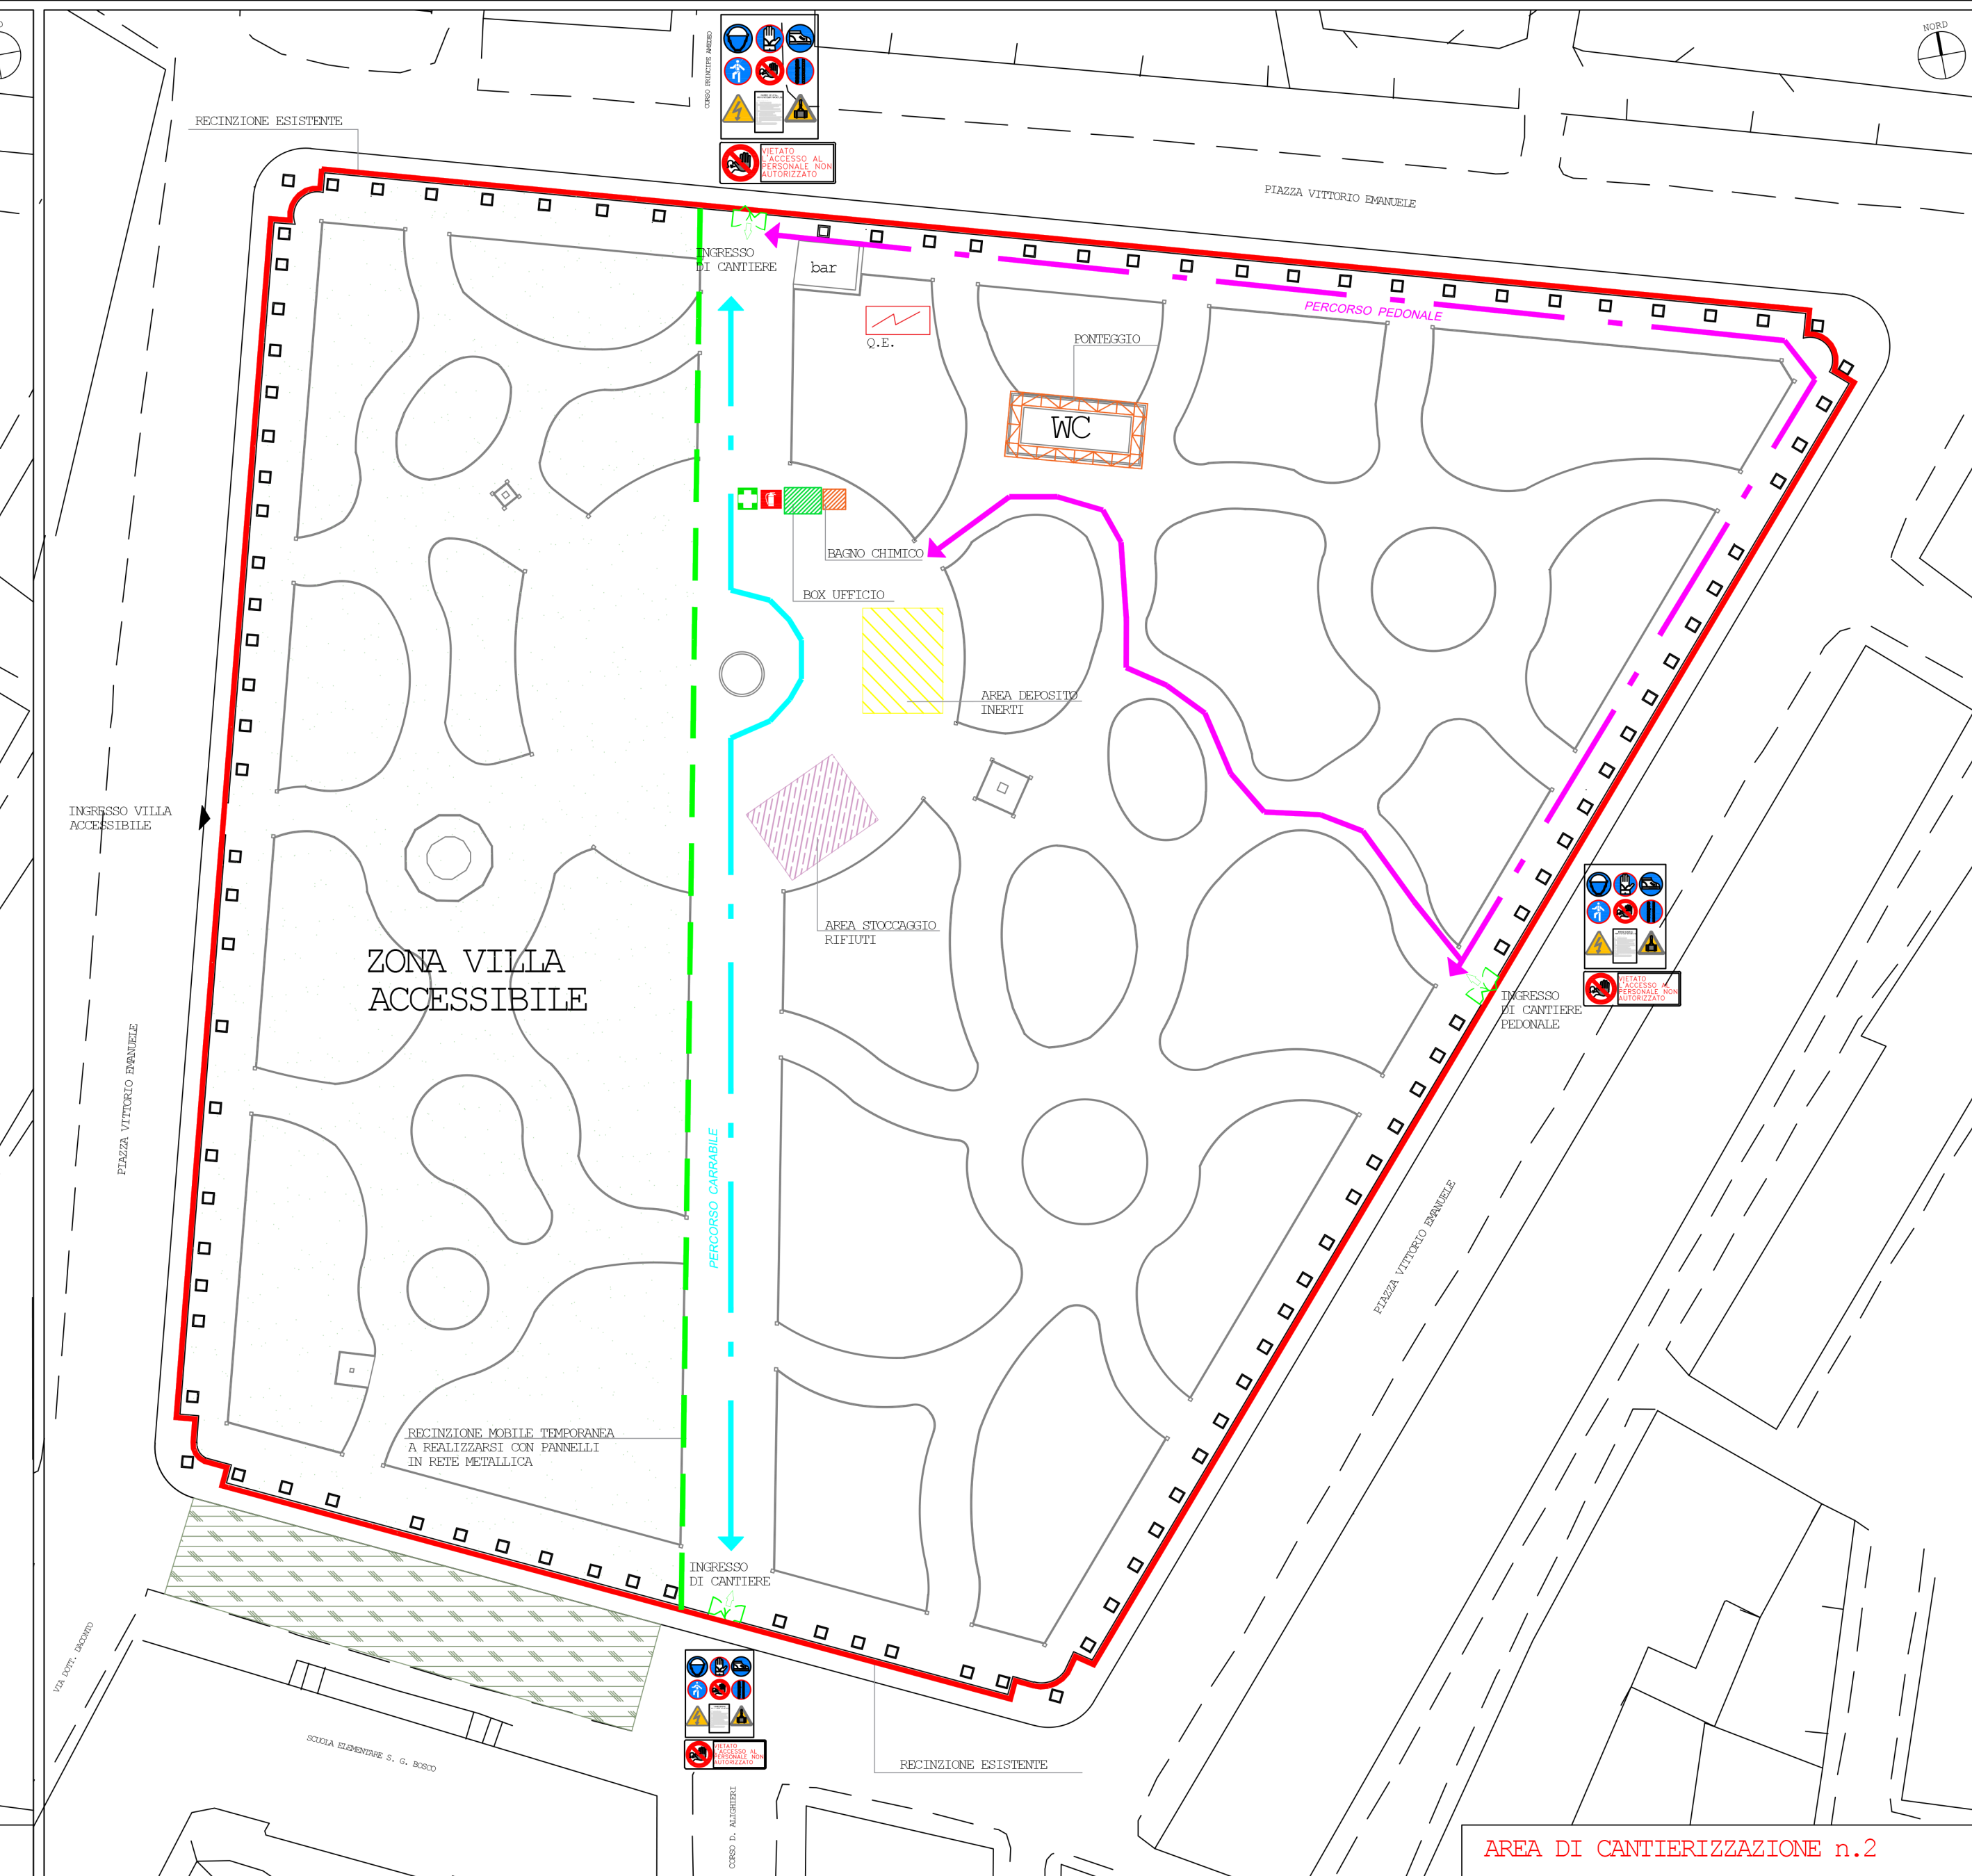 NORD
CORSO PRINCIPE AMEDEO
RECINZIONE ESISTENTE
VIETATO
L'ACCESSO AL
PERSONALE NON
AUTORIZZATO
PIAZZA VITTORIO EMANUELE
INGRESSO
DI CANTIERE
bar
PERCORSO PEDONALE
Q.E.
PONTEGGIO
WC
BAGNO CHIMICO
BOX UFFICIO
AREA DEPOSITO
INERTI
INGRESSO VILLA
ACCESSIBILE
AREA STOCCAGGIO
RIFIUTI
ZONA VILLA
ACCESSIBILE
VIETATO
L'ACCESSO AL
PERSONALE NON
AUTORIZZATO
INGRESSO
DI CANTIERE
PEDONALE
PIAZZA VITTORIO EMANUELE
PERCORSO CARRABILE
PIAZZA VITTORIO EMANUELE
RECINZIONE MOBILE TEMPORANEA
A REALIZZARSI CON PANNELLI
IN RETE METALLICA
INGRESSO
DI CANTIERE
VIA DOTT. DACONTO
SCUOLA ELEMENTARE S. G. BOSCO
VIETATO
L'ACCESSO AL
PERSONALE NON
AUTORIZZATO
RECINZIONE ESISTENTE
CORSO D. ALIGHIERI
AREA DI CANTIERIZZAZIONE n.2